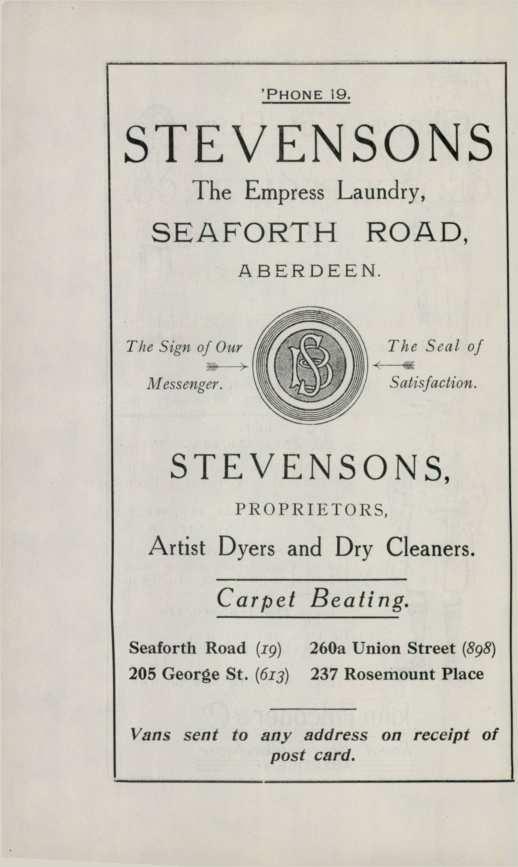 'PHONE 19.
STEVENSONS
The Empress Laundry,
SEAFORTH ROAD,
ABERDEEN.
The Sign of Our
Messenger.
The Seal of
Satisfaction.
STEVENSONS,
PROPRIETORS,
Artist Dyers and Dry Cleaners.
Carpet Beating.
Seaforth Road (19) 260a Union Street (898)
205 George St. (613) 237 Rosemount Place
Vans sent to any address on receipt of
post card.